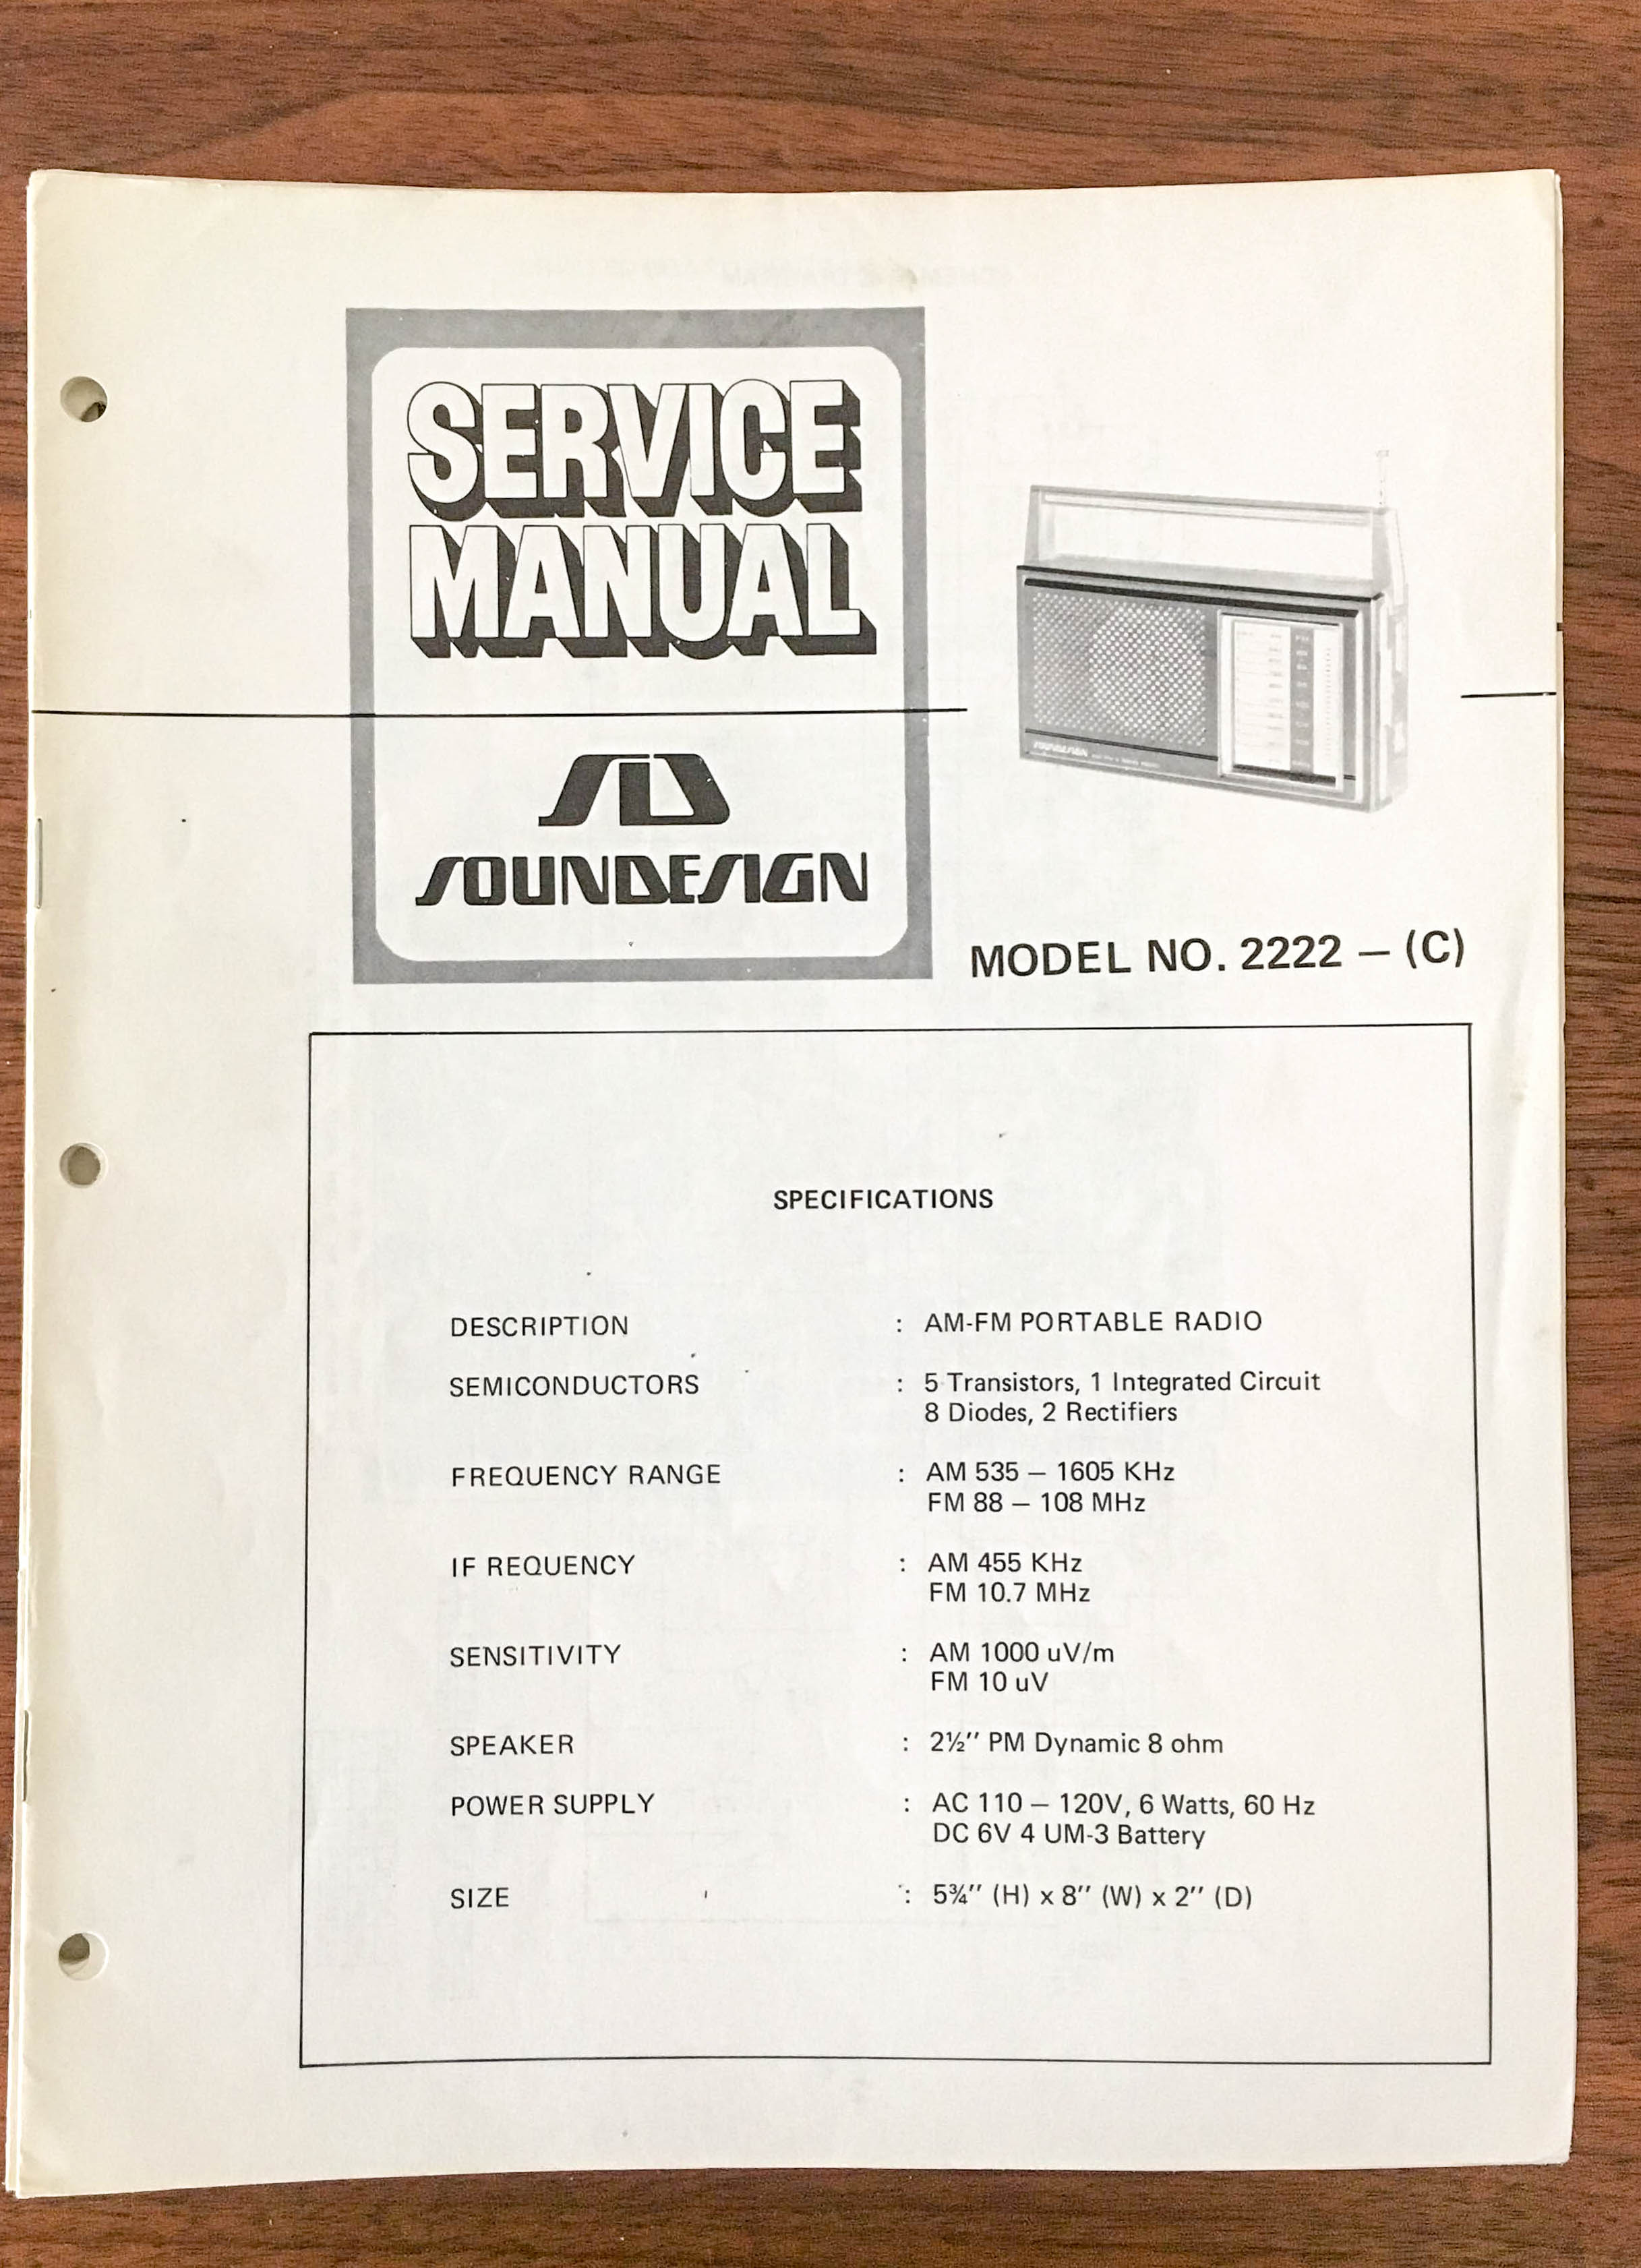 SERVICE
MANUAL
SOUNDESIGN
SOUNDESIGN
MODEL NO. 2222 — (C)
SPECIFICATIONS
DESCRIPTION : AM-FM PORTABLE RADIO
SEMICONDUCTORS : 5 Transistors, 1 Integrated Circuit
8 Diodes, 2 Rectifiers
FREQUENCY RANGE : AM 535 — 1605 KHz
FM 88 — 108 MHz
IF REQUENCY : AM 455 KHz
FM 10.7 MHz
SENSITIVITY : AM 1000 uV/m
FM 10 uV
SPEAKER : 2½'' PM Dynamic 8 ohm
POWER SUPPLY : AC 110 — 120V, 6 Watts, 60 Hz
DC 6V 4 UM-3 Battery
SIZE : 5¾'' (H) x 8'' (W) x 2'' (D)